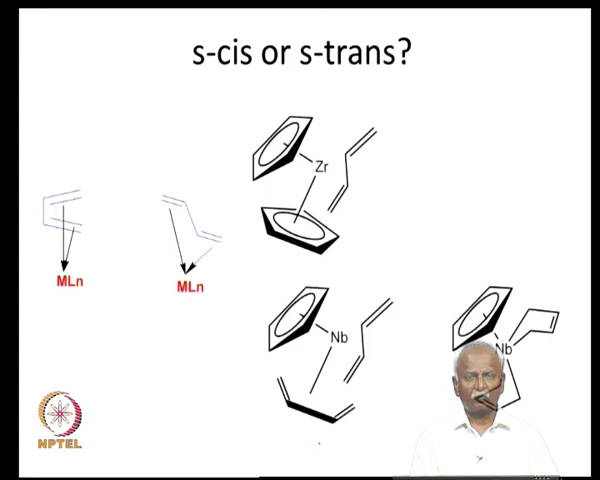 s-cis or s-trans?
Zr
MLn
MLn
Nb
Nb
NPTEL